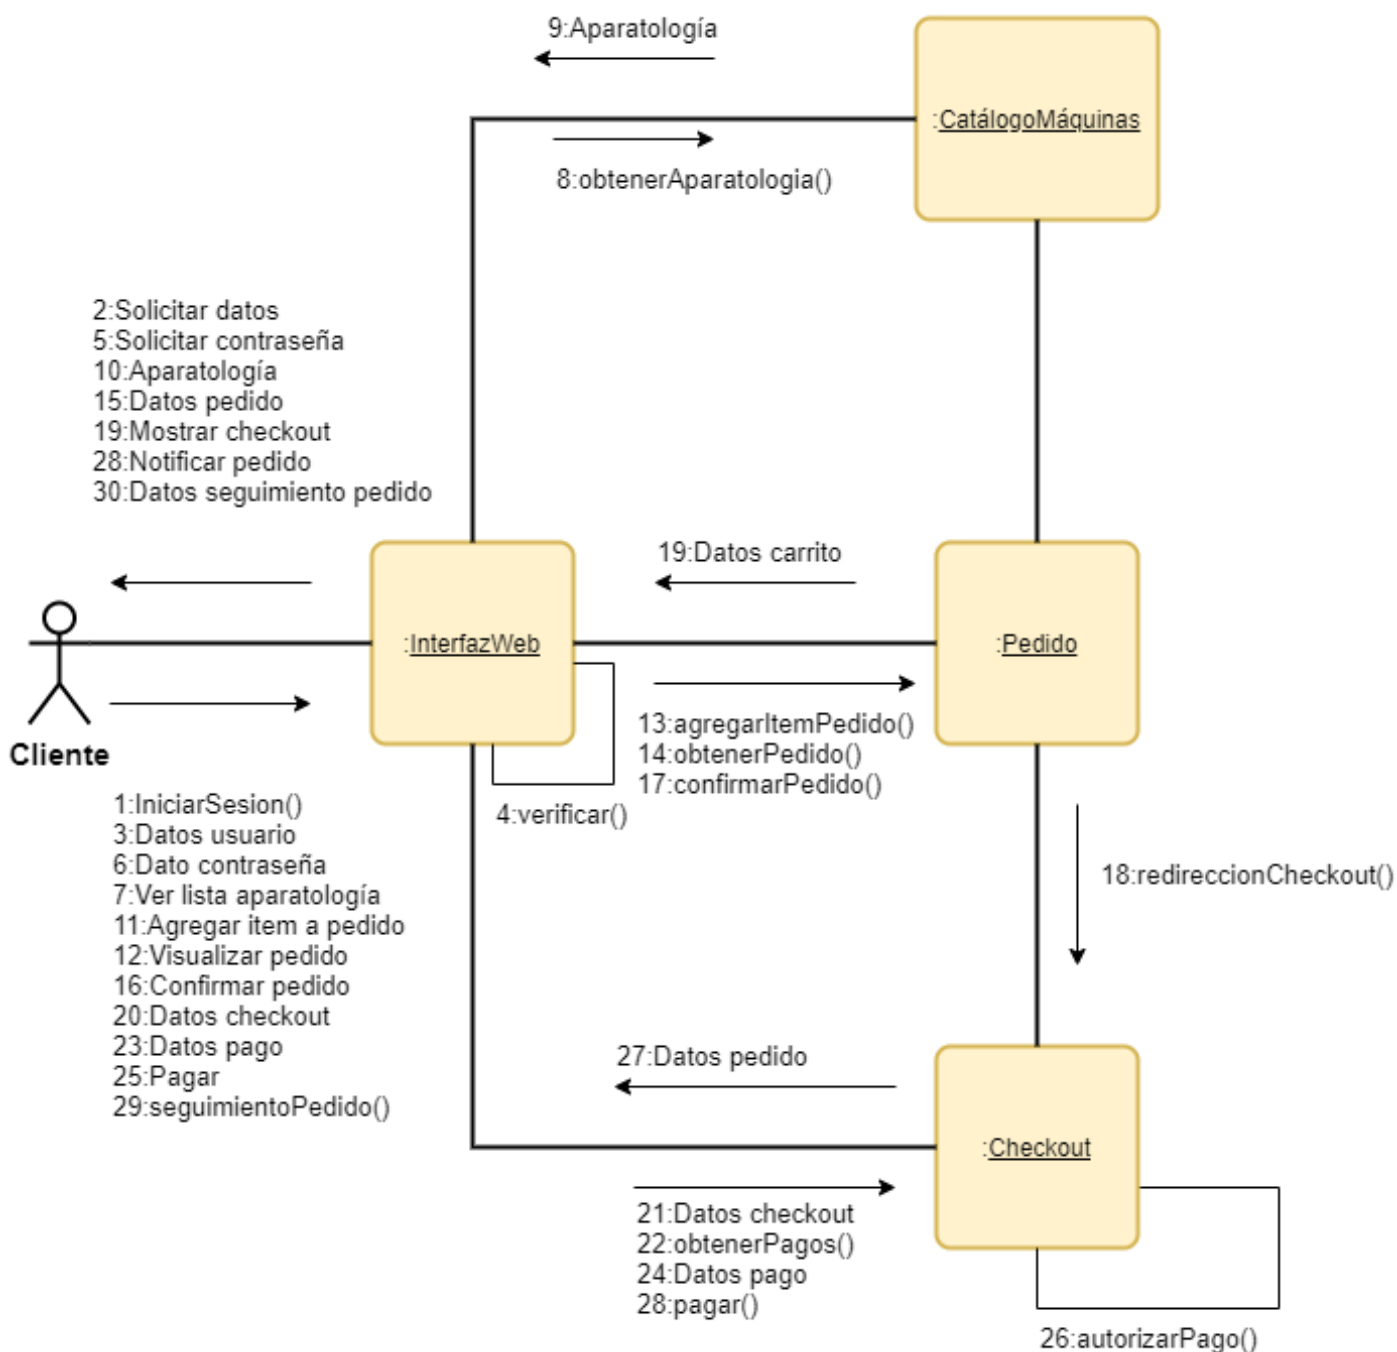 9:Aparatología
:CatálogoMáquinas
8:obtenerAparatologia()
2:Solicitar datos
5:Solicitar contraseña
10:Aparatología
15:Datos pedido
19:Mostrar checkout
28:Notificar pedido
30:Datos seguimiento pedido
19:Datos carrito
:InterfazWeb
:Pedido
Cliente
13:agregarItemPedido()
14:obtenerPedido()
17:confirmarPedido()
4:verificar()
1:IniciarSesion()
3:Datos usuario
6:Dato contraseña
7:Ver lista aparatología
11:Agregar item a pedido
12:Visualizar pedido
16:Confirmar pedido
20:Datos checkout
23:Datos pago
25:Pagar
29:seguimientoPedido()
18:redireccionCheckout()
27:Datos pedido
:Checkout
21:Datos checkout
22:obtenerPagos()
24:Datos pago
28:pagar()
26:autorizarPago()